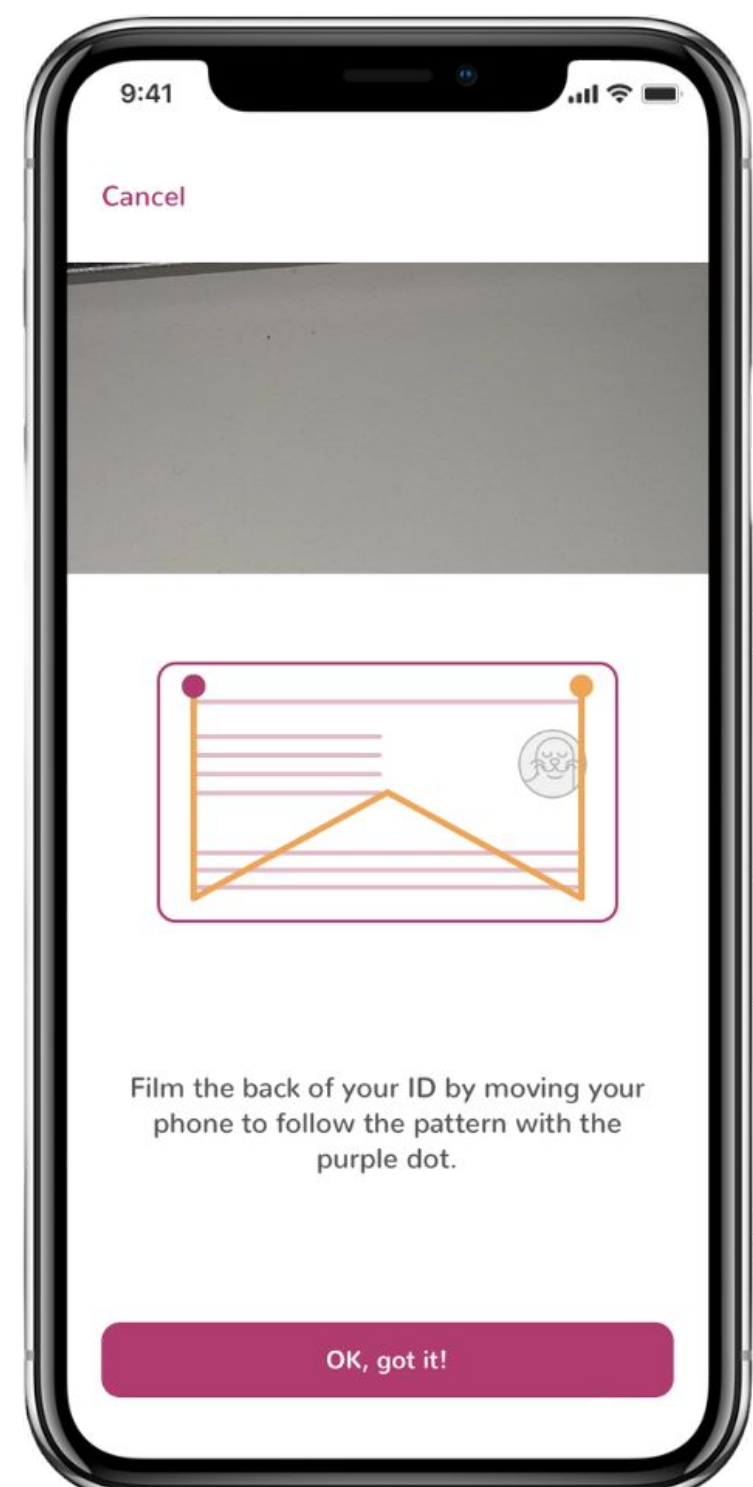 9:41
Cancel
Film the back of your ID by moving your
phone to follow the pattern with the
purple dot.
OK, got it!